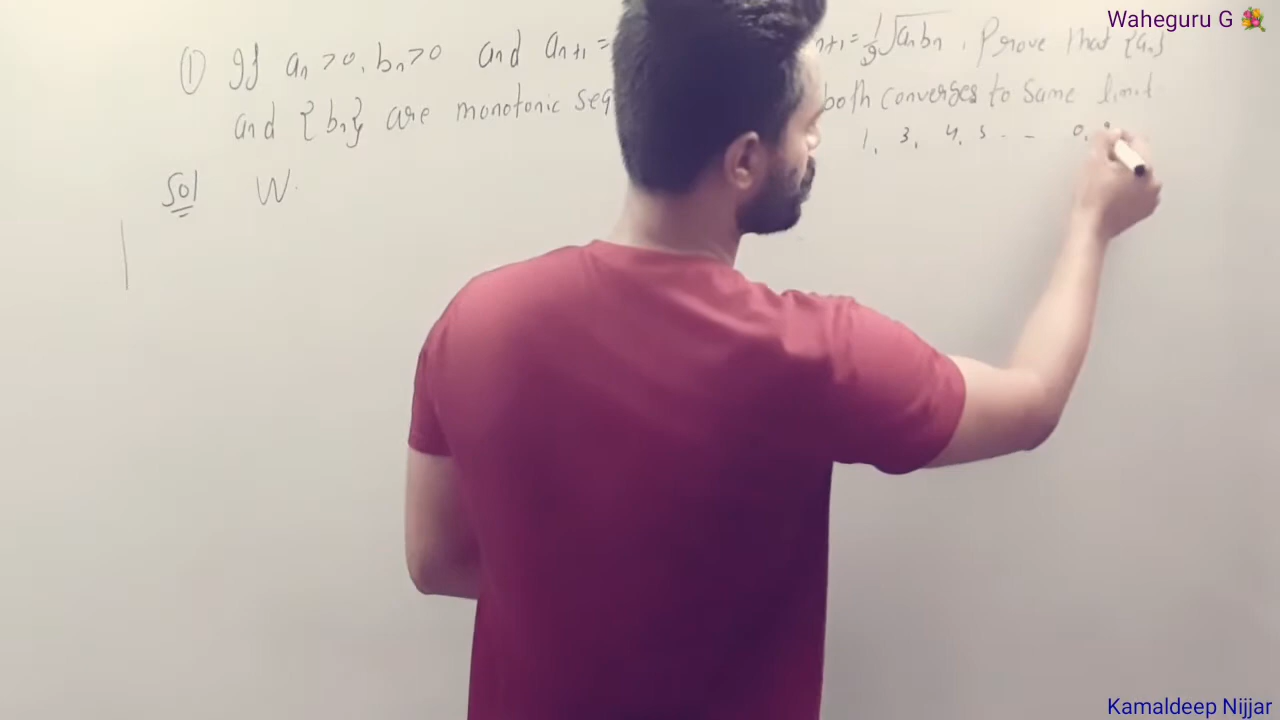 Waheguru G 💐
① If aₙ >0, bₙ>0 and aₙ₊₁ = n+1 = 1/2 √aₙbₙ , Prove that {aₙ}
and {bₙ} are monotonic seq both converges to same limit
1, 3, 4, 5 - - 0,
Sol W
Kamaldeep Nijjar